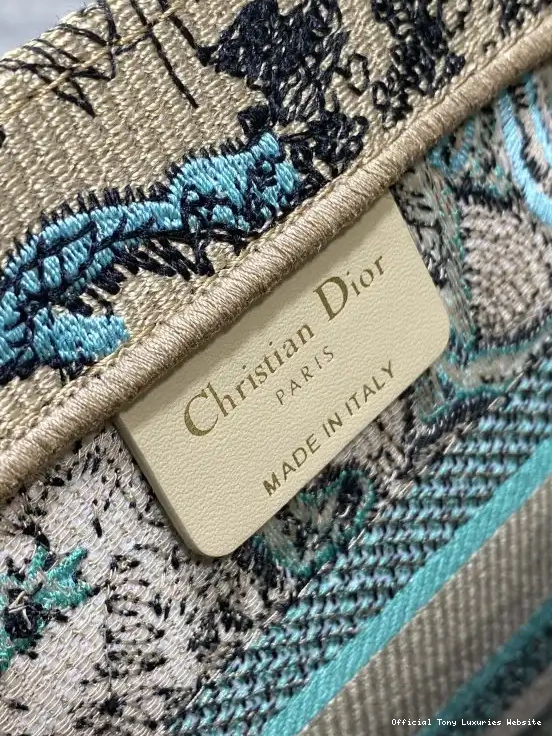 Christian Dior
PARIS
MADE IN ITALY
Official Tony Luxuries Website